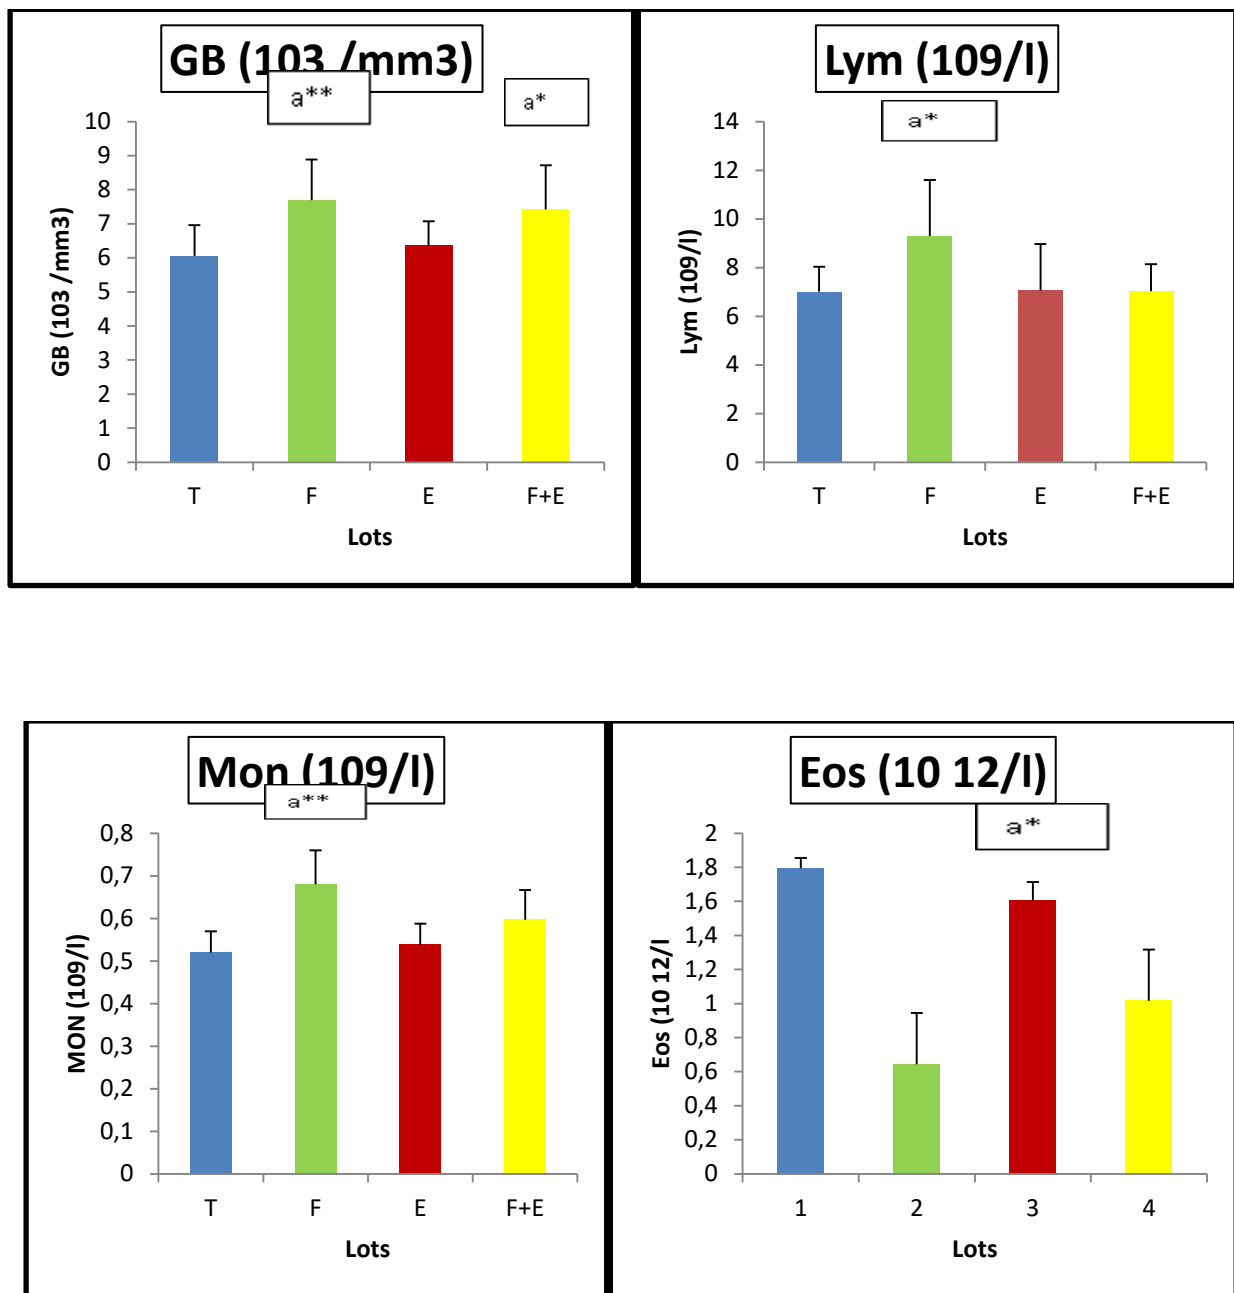 GB (103 /mm3)
a**
a*
10
9
8
7
6
5
4
3
2
1
0
GB (103 /mm3)
T F E F+E
Lots
Lym (109/l)
a*
14
12
10
8
6
4
2
0
Lym (109/l)
T F E F+E
Lots
Mon (109/l)
a**
0,8
0,7
0,6
0,5
0,4
0,3
0,2
0,1
0
MON (109/l)
T F E F+E
Lots
Eos (10 12/l)
a*
2
1,8
1,6
1,4
1,2
1
0,8
0,6
0,4
0,2
0
Eos (10 12/l
1 2 3 4
Lots